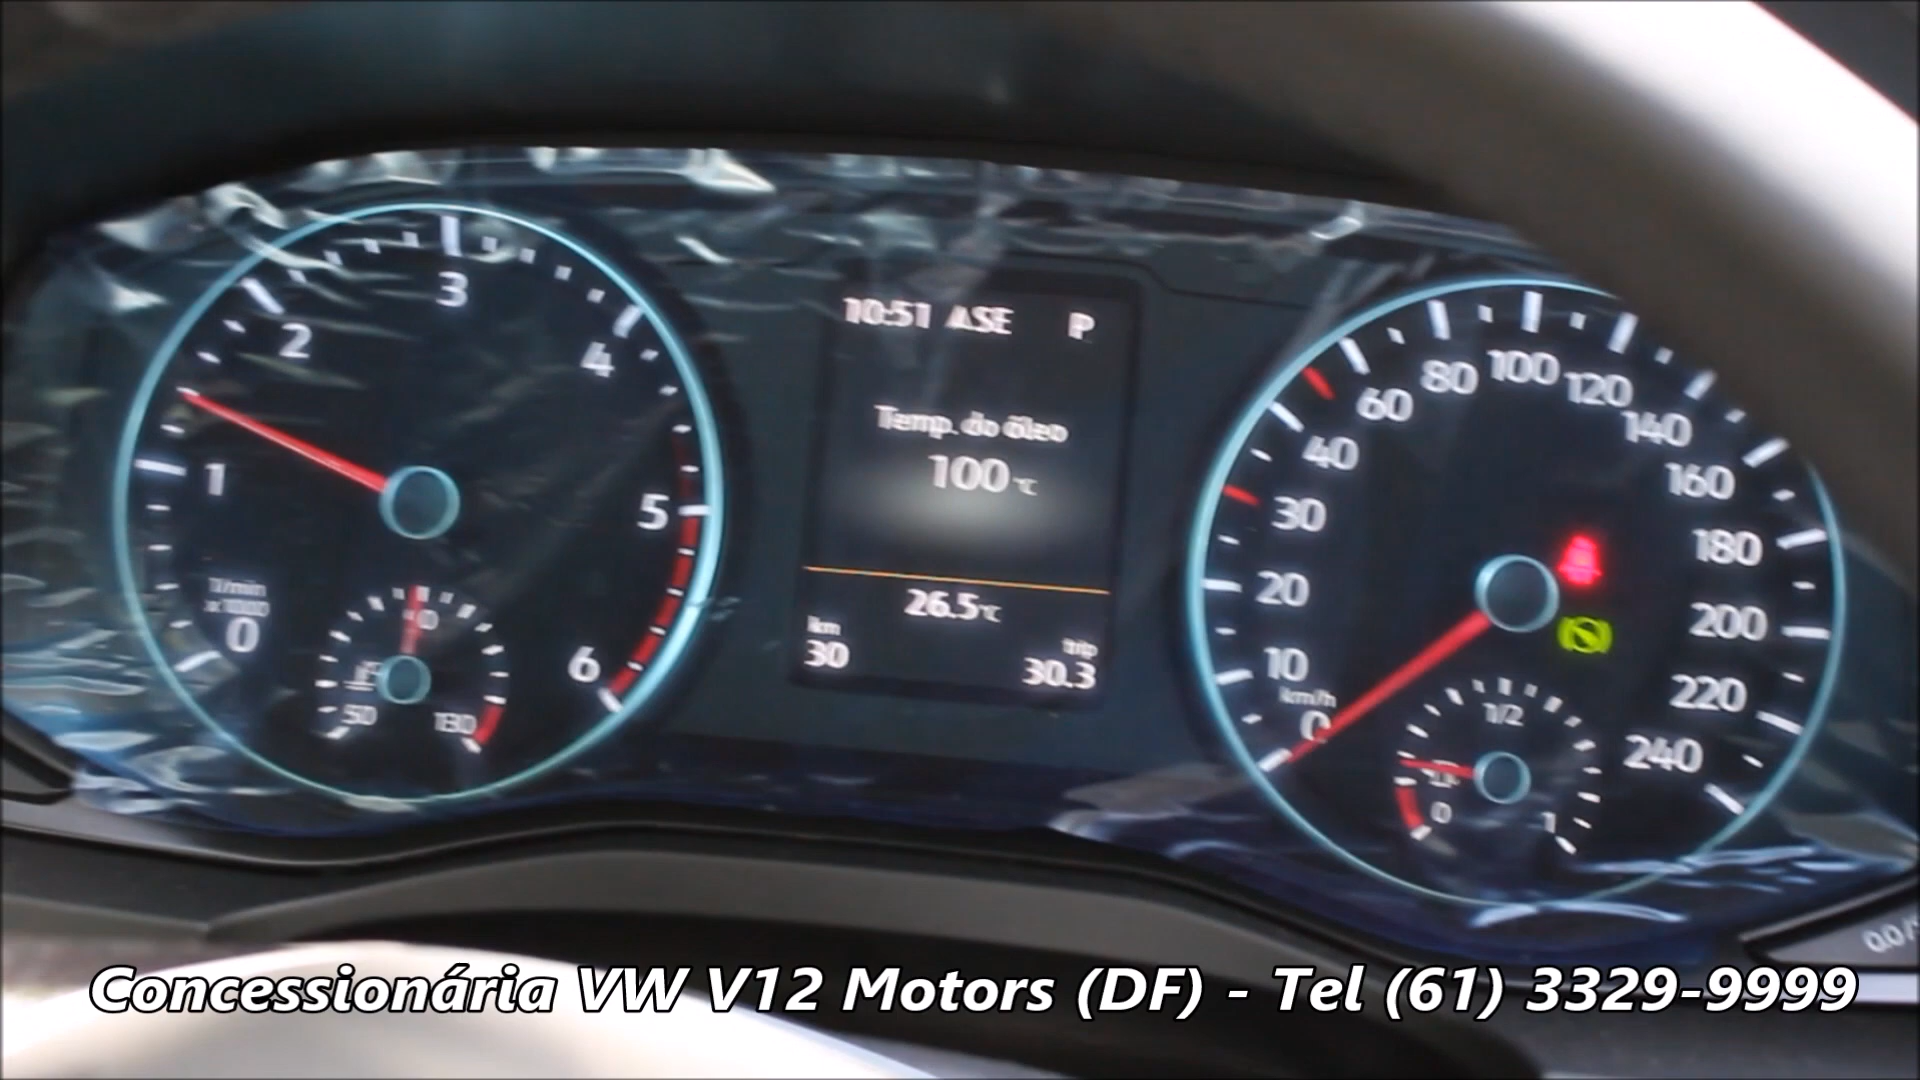 3
2
4
1
5
1/min
x1000
0
6
50
130
10:51 ASE P
Temp. do óleo
100 °C
26.5 °C
km
30
trip
30.3
100
80
120
60
140
40
160
30
180
20
200
10
220
km/h
0
240
1/2
0
1
Concessionária VW V12 Motors (DF) - Tel (61) 3329-9999